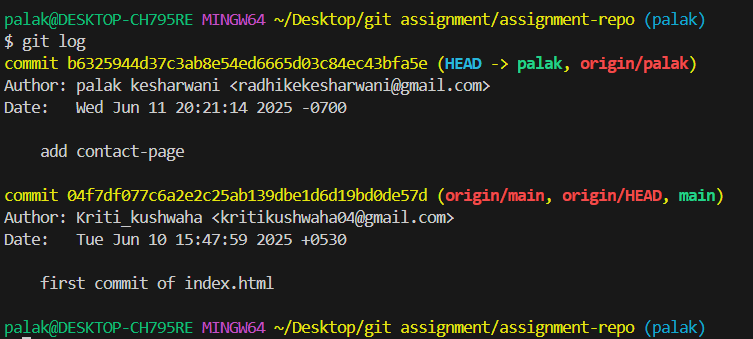 palak@DESKTOP-CH795RE MINGW64 ~/Desktop/git assignment/assignment-repo (palak)
$ git log
commit b6325944d37c3ab8e54ed6665d03c84ec43bfa5e (HEAD -> palak, origin/palak)
Author: palak kesharwani <radhikekesharwani@gmail.com>
Date:   Wed Jun 11 20:21:14 2025 -0700

    add contact-page

commit 04f7df077c6a2e2c25ab139dbe1d6d19bd0de57d (origin/main, origin/HEAD, main)
Author: Kriti_kushwaha <kritikushwaha04@gmail.com>
Date:   Tue Jun 10 15:47:59 2025 +0530

    first commit of index.html

palak@DESKTOP-CH795RE MINGW64 ~/Desktop/git assignment/assignment-repo (palak)